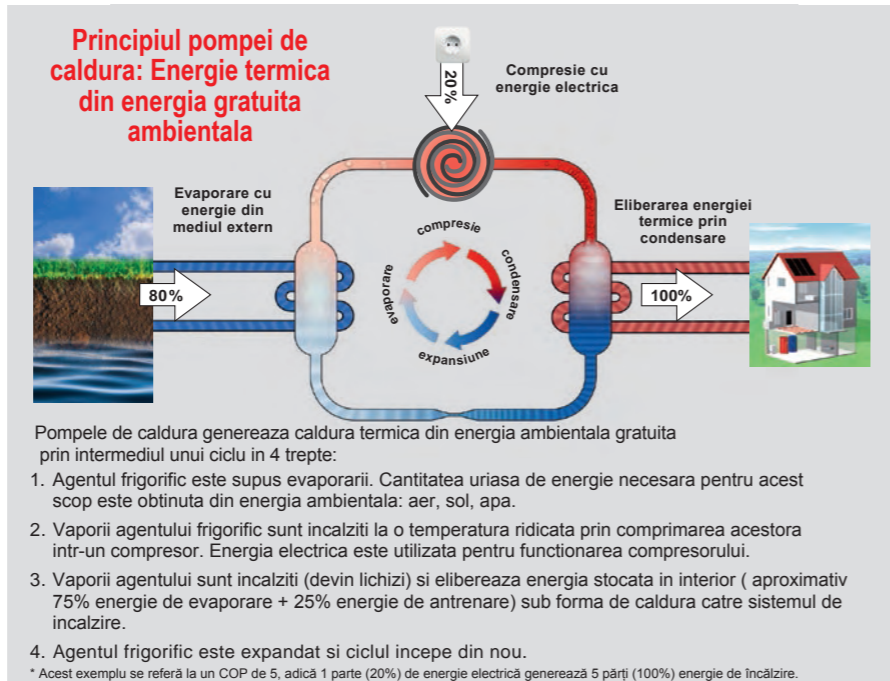 Principiul pompei de
caldura: Energie termica
din energia gratuita
ambientala
20%
Compresie cu
energie electrica
Evaporare cu
energie din
mediul extern
Eliberarea energiei
termice prin
condensare
80%
100%
compresie
condensare
expansiune
evaporare
Pompele de caldura genereaza caldura termica din energia ambientala gratuita
prin intermediul unui ciclu in 4 trepte:
1. Agentul frigorific este supus evaporarii. Cantitatea uriasa de energie necesara pentru acest
scop este obtinuta din energia ambientala: aer, sol, apa.
2. Vaporii agentului frigorific sunt incalziti la o temperatura ridicata prin comprimarea acestora
intr-un compresor. Energia electrica este utilizata pentru functionarea compresorului.
3. Vaporii agentului sunt incalziti (devin lichizi) si elibereaza energia stocata in interior ( aproximativ
75% energie de evaporare + 25% energie de antrenare) sub forma de caldura catre sistemul de
incalzire.
4. Agentul frigorific este expandat si ciclul incepe din nou.
* Acest exemplu se referă la un COP de 5, adică 1 parte (20%) de energie electrică generează 5 părți (100%) energie de încălzire.